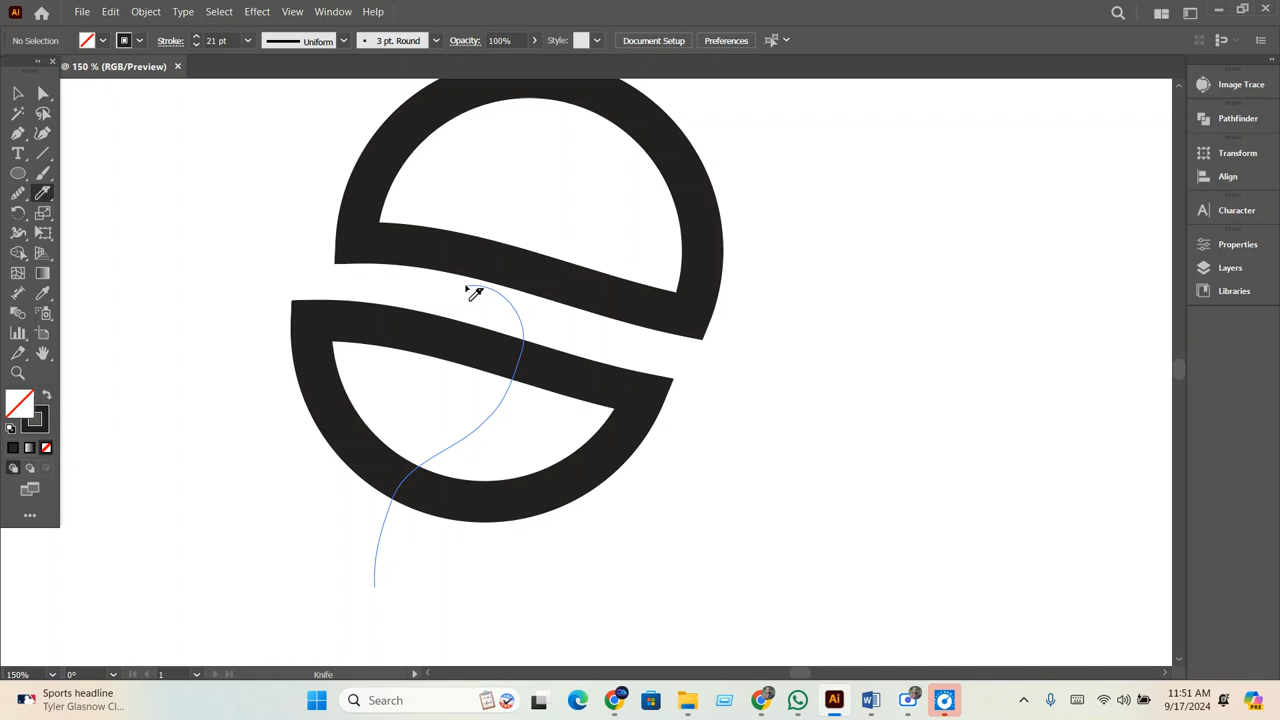 Ai File Edit Object Type Select Effect View Window Help
No Selection Stroke: 21 pt Uniform 3 pt. Round Opacity: 100% Style: Document Setup Preferences
@ 150 % (RGB/Preview)
Image Trace
Pathfinder
Transform
Align
Character
Properties
Layers
Libraries
150% 0° 1 Knife
Sports headline
Tyler Glasnow Cl...
Search
11:51 AM
9/17/2024